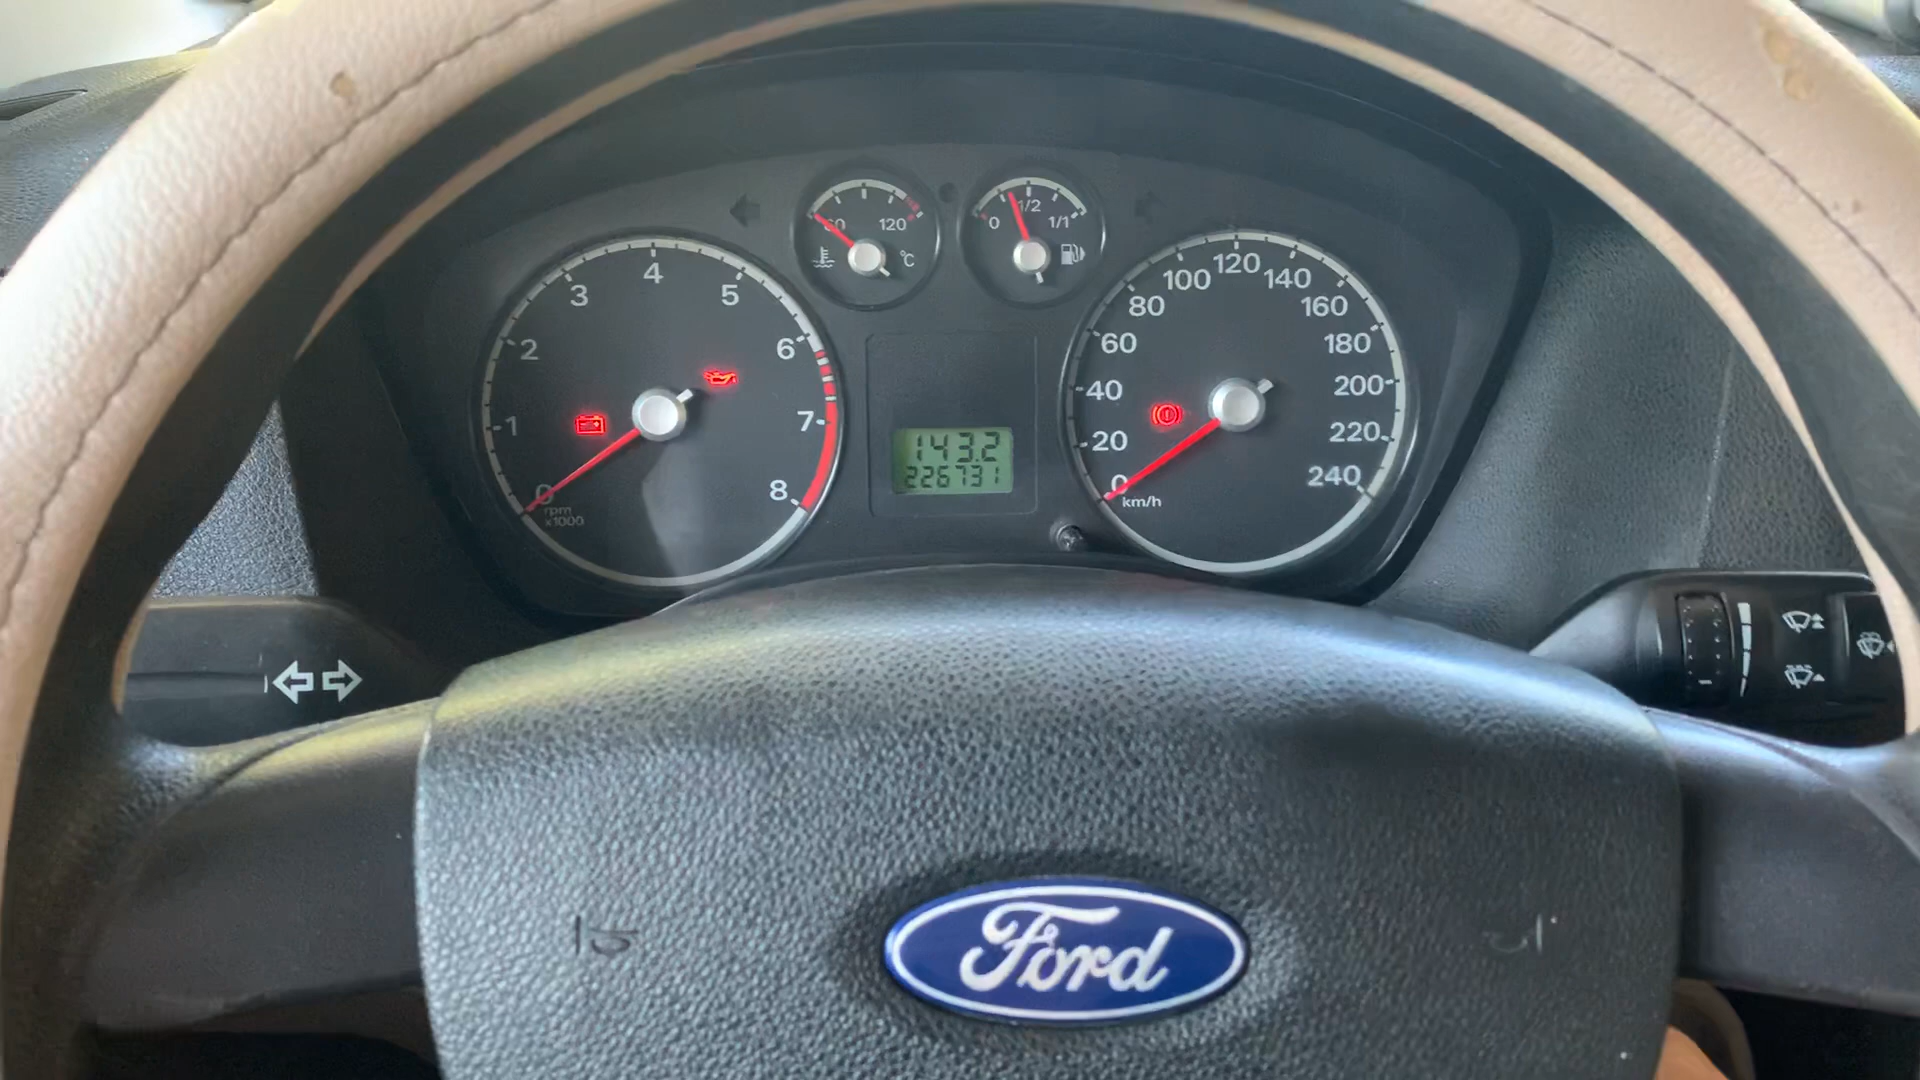 60 120
°C
0 1/2 1/1
0 1 2 3 4 5 6 7 8
rpm
x1000
143.2
226731
0 20 40 60 80 100 120 140 160 180 200 220 240
km/h
Ford